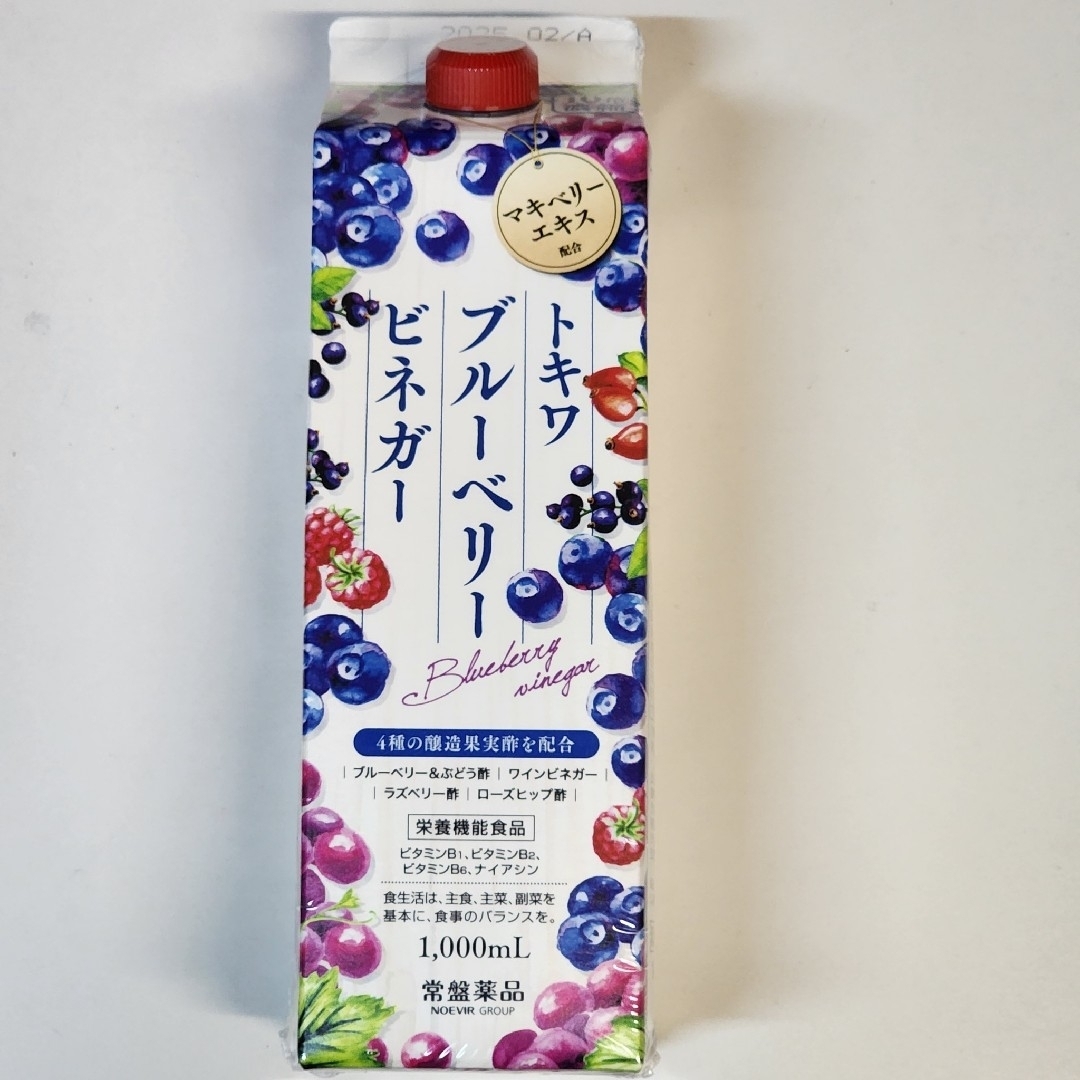 2025.02/A
マキベリー
エキス
配合
トキワ
ブルーベリー
ビネガー
Blueberry
vinegar
4種の醸造果実酢を配合
|ブルーベリー&ぶどう酢|ワインビネガー|
|ラズベリー酢|ローズヒップ酢|
栄養機能食品
ビタミンB1、ビタミンB2、
ビタミンB6、ナイアシン
食生活は、主食、主菜、副菜を
基本に、食事のバランスを。
1,000mL
常盤薬品
NOEVIR GROUP